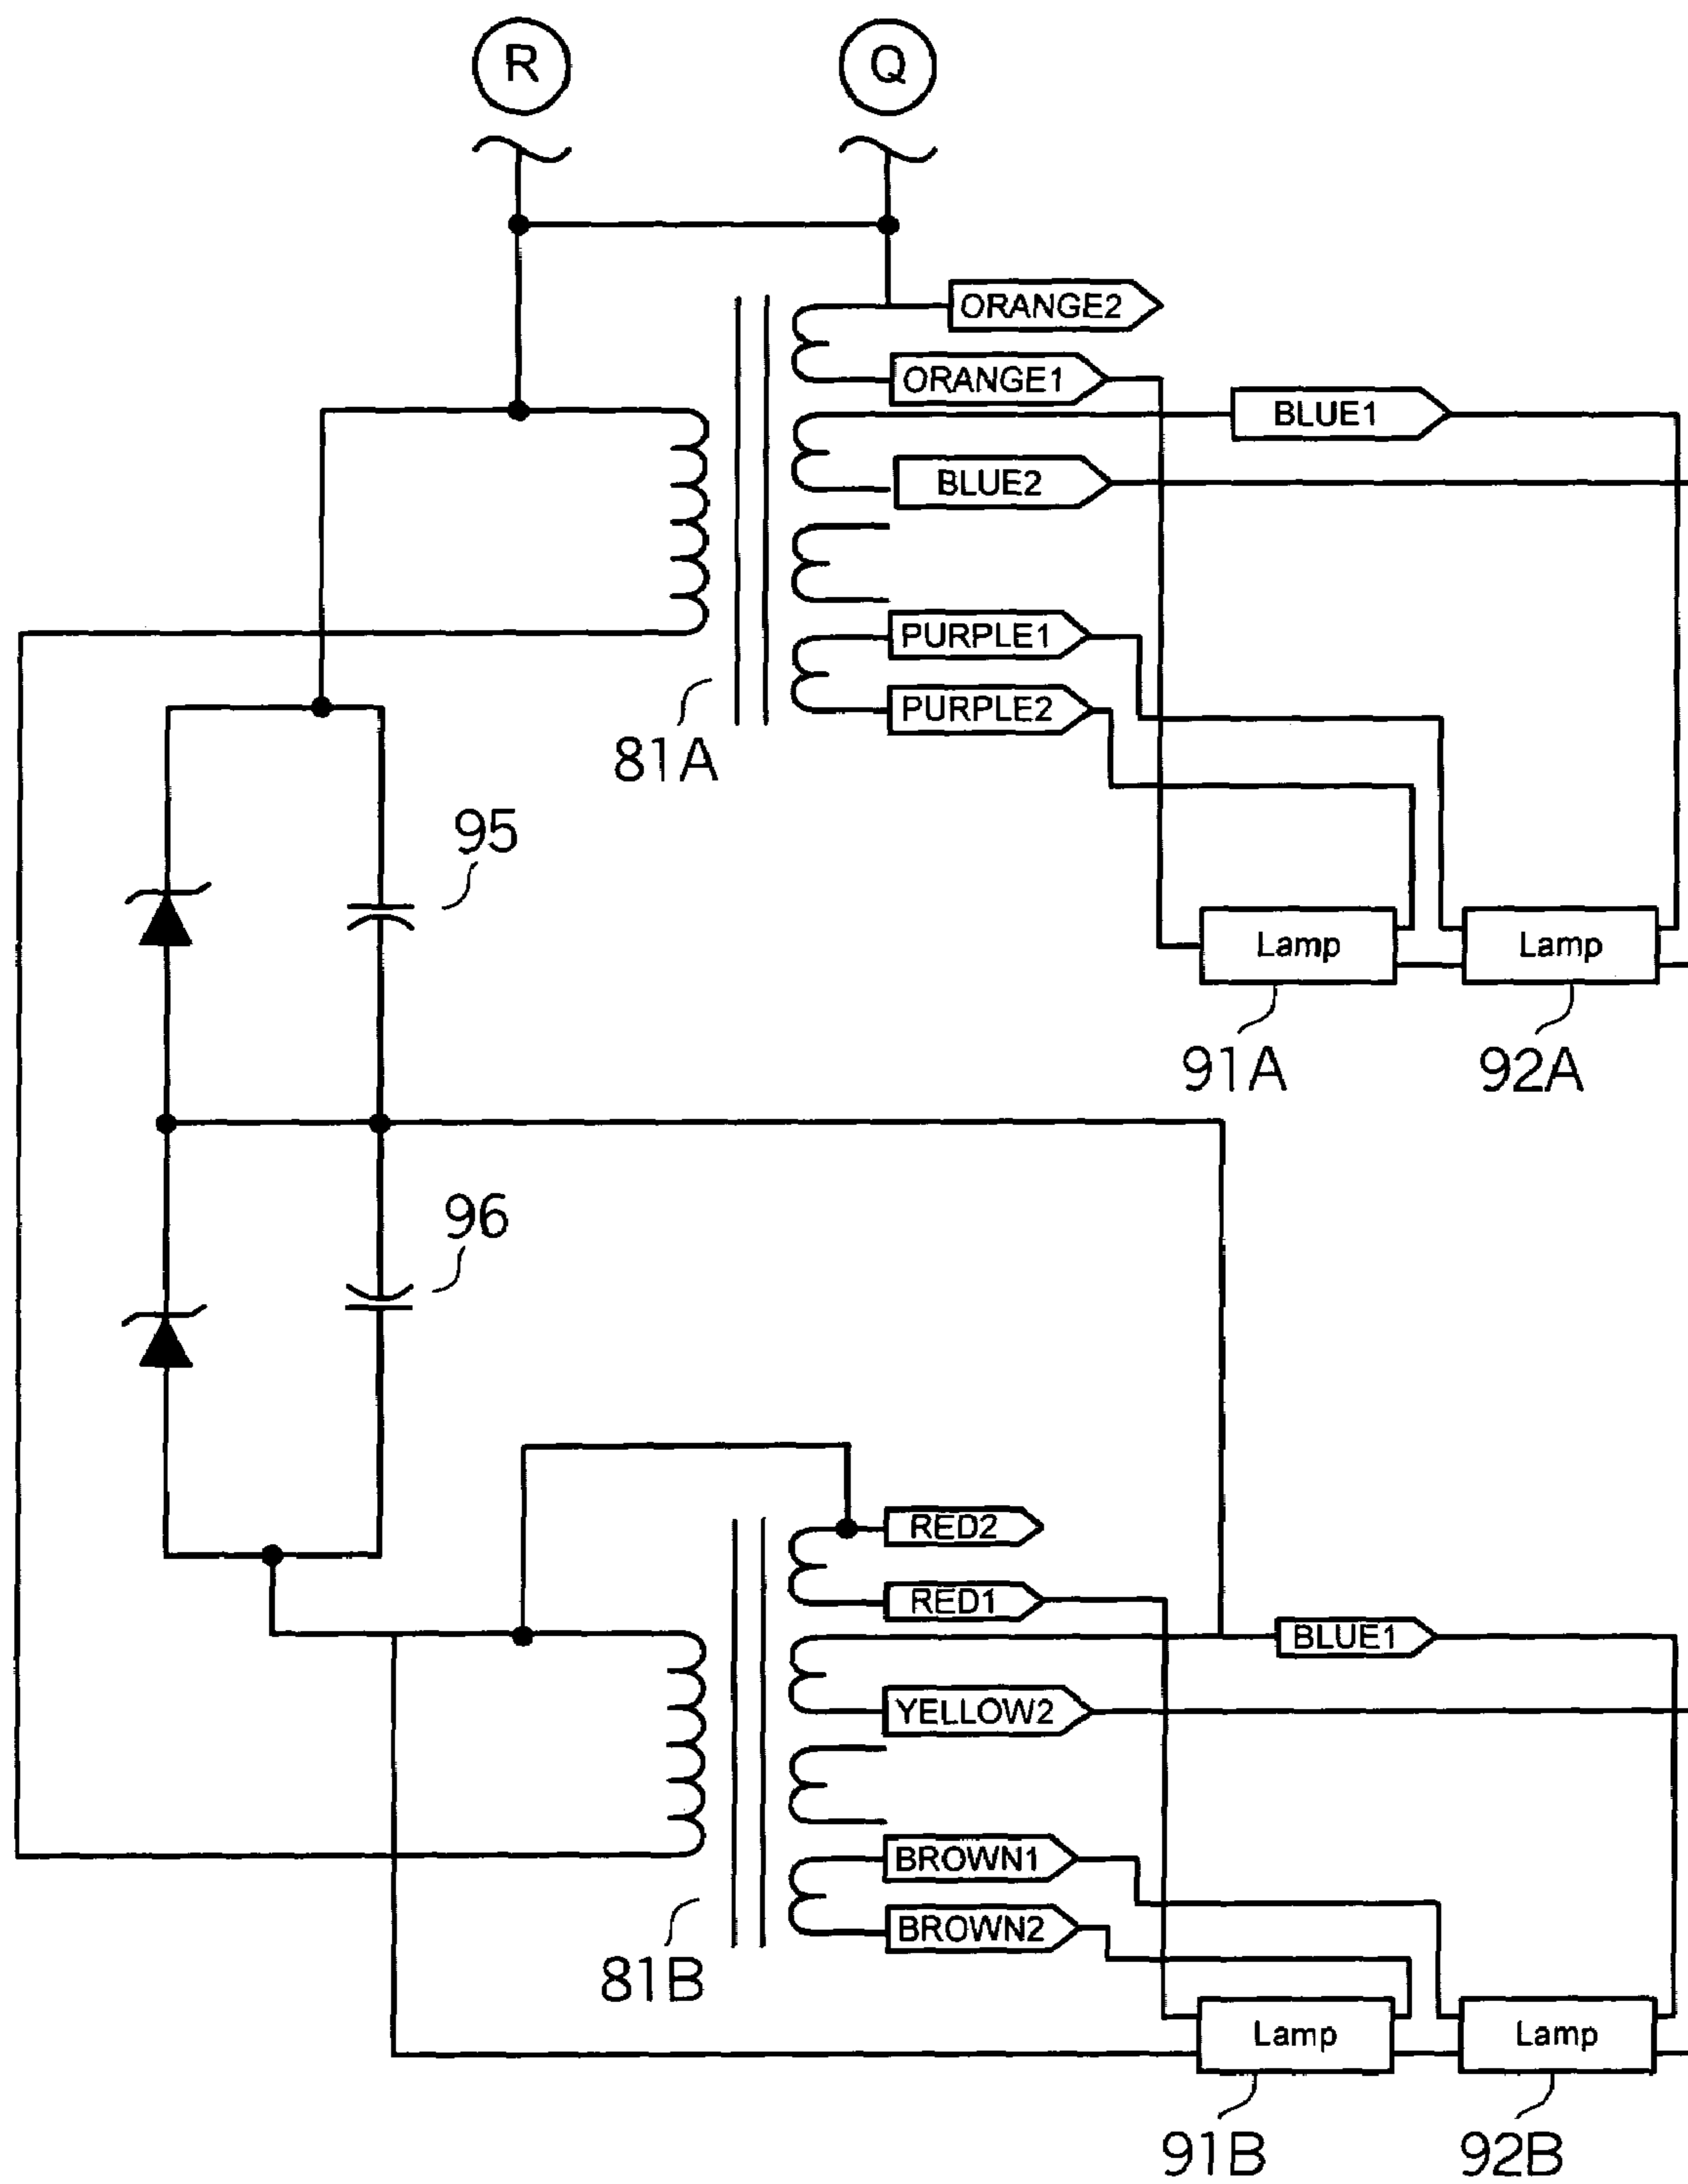 R
Q
ORANGE2
ORANGE1
BLUE1
BLUE2
PURPLE1
PURPLE2
81A
95
Lamp
Lamp
91A
92A
96
RED2
RED1
BLUE1
YELLOW2
BROWN1
BROWN2
81B
Lamp
Lamp
91B
92B